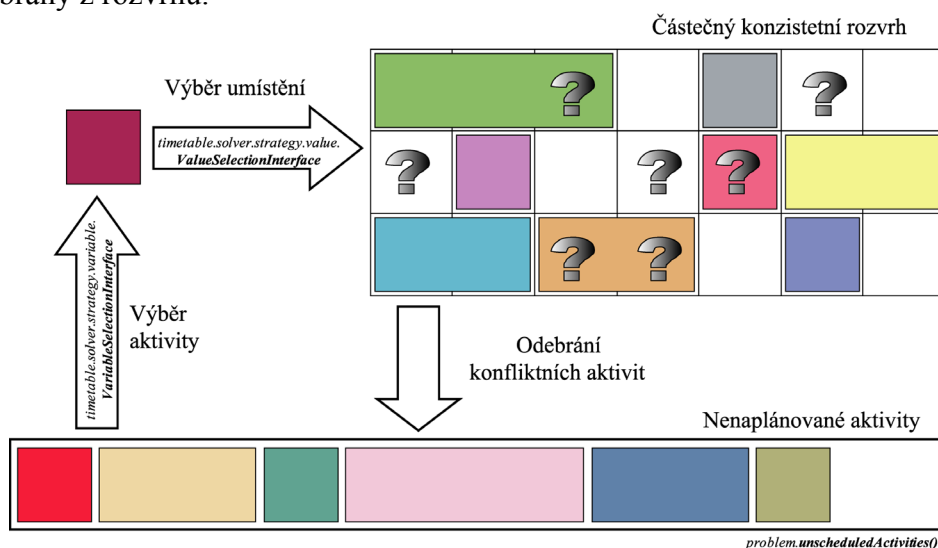 Částečný konzistetní rozvrh
Výběr umístění
timetable.solver.strategy.value.
ValueSelectionInterface
?
?
?
?
?
?
?
timetable.solver.strategy.variable.
VariableSelectionInterface
Výběr
aktivity
Odebrání
konfliktních aktivit
Nenaplánované aktivity
problem.unscheduledActivities()